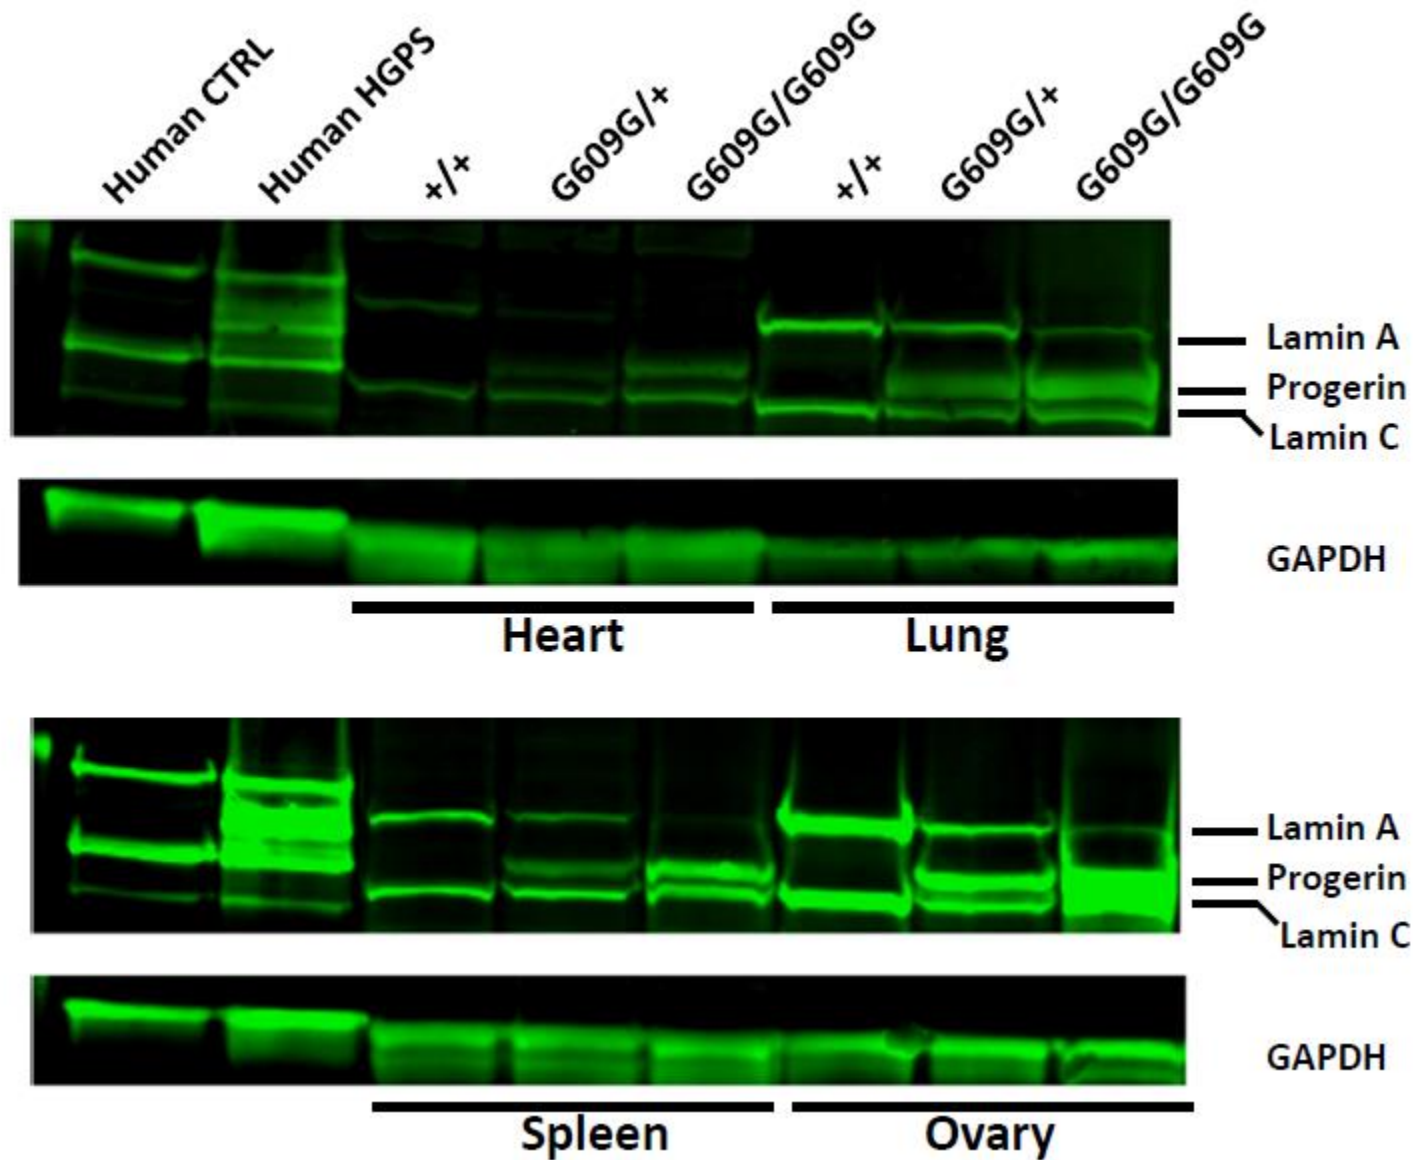 Human CTRL
Human HGPS
+/+
G609G/+
G609G/G609G
+/+
G609G/+
G609G/G609G
Lamin A
Progerin
Lamin C
GAPDH
Heart
Lung
Lamin A
Progerin
Lamin C
GAPDH
Spleen
Ovary